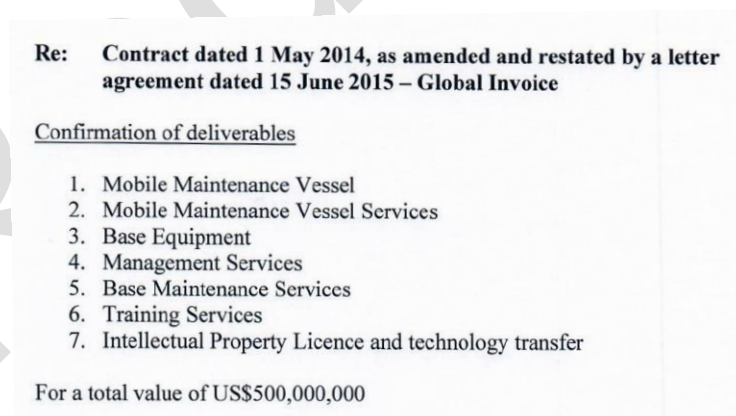 Re: Contract dated 1 May 2014, as amended and restated by a letter
agreement dated 15 June 2015 – Global Invoice
Confirmation of deliverables
1. Mobile Maintenance Vessel
2. Mobile Maintenance Vessel Services
3. Base Equipment
4. Management Services
5. Base Maintenance Services
6. Training Services
7. Intellectual Property Licence and technology transfer
For a total value of US$500,000,000